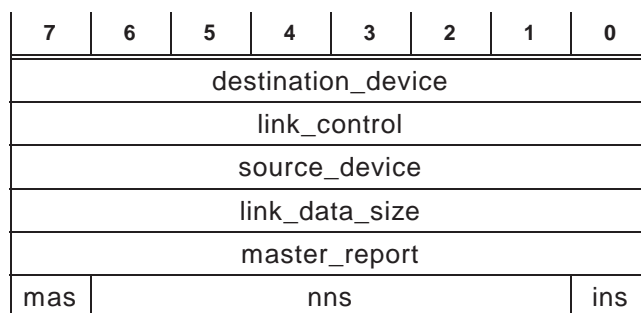 7 6 5 4 3 2 1 0
destination_device
link_control
source_device
link_data_size
master_report
mas nns ins